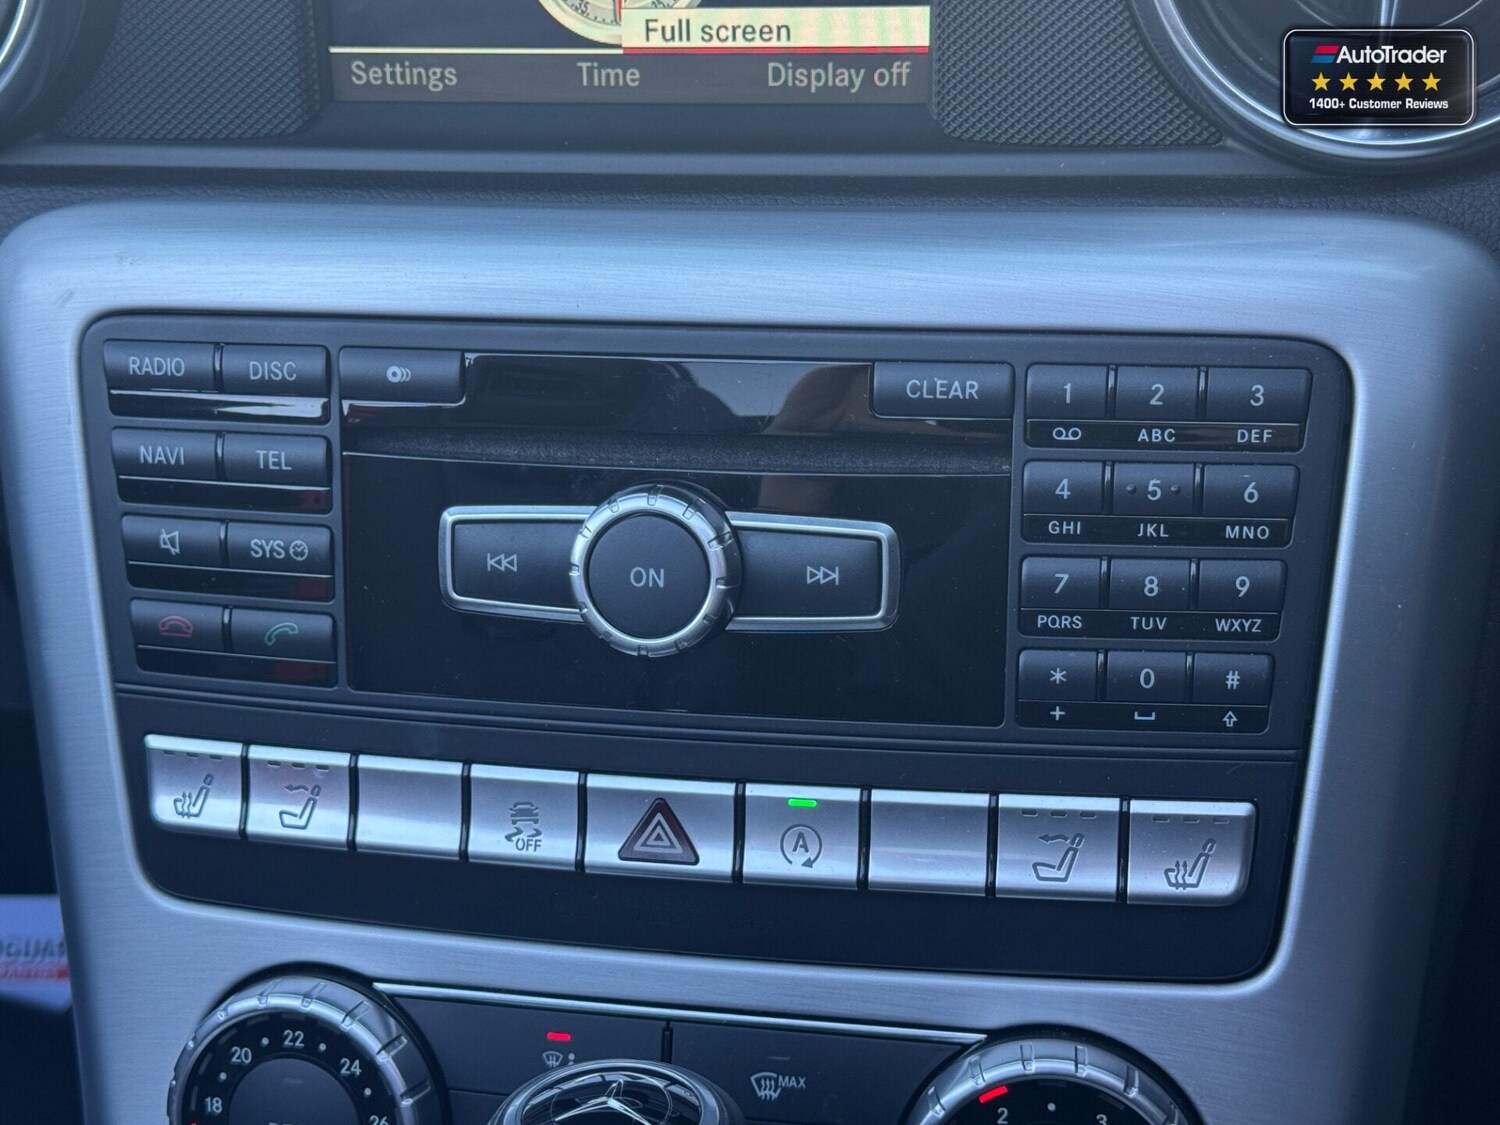 Full screen
Settings Time Display off
AutoTrader
1400+ Customer Reviews
RADIO DISC CLEAR 1 2 3
ABC DEF
NAVI TEL 4 5 6
GHI JKL MNO
SYS ON 7 8 9
PQRS TUV WXYZ
* 0 #
+
OFF A
22
20 24
18 26
MAX
2 3